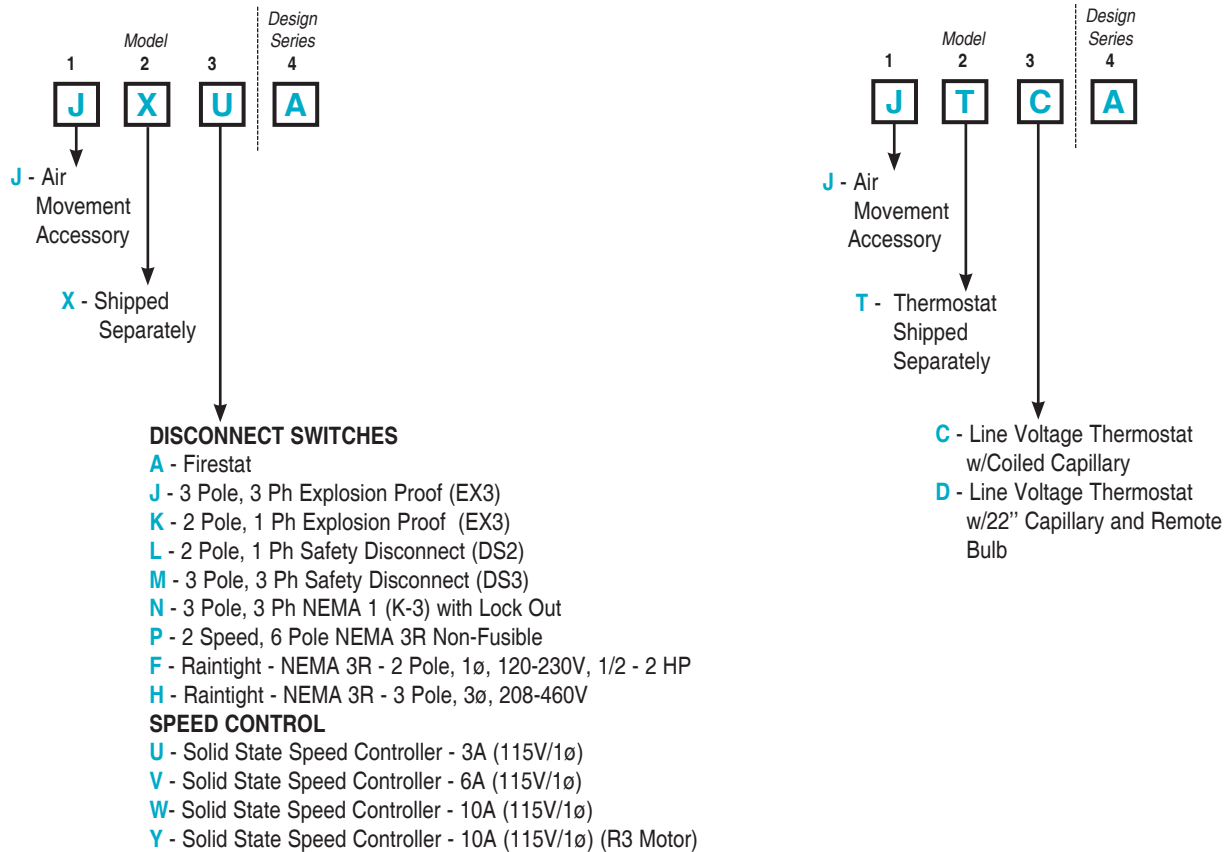 Design
Model Series
1 2 3 4
J X U A
J - Air
Movement
Accessory
X - Shipped
Separately
DISCONNECT SWITCHES
A - Firestat
J - 3 Pole, 3 Ph Explosion Proof (EX3)
K - 2 Pole, 1 Ph Explosion Proof (EX3)
L - 2 Pole, 1 Ph Safety Disconnect (DS2)
M - 3 Pole, 3 Ph Safety Disconnect (DS3)
N - 3 Pole, 3 Ph NEMA 1 (K-3) with Lock Out
P - 2 Speed, 6 Pole NEMA 3R Non-Fusible
F - Raintight - NEMA 3R - 2 Pole, 1ø, 120-230V, 1/2 - 2 HP
H - Raintight - NEMA 3R - 3 Pole, 3ø, 208-460V
SPEED CONTROL
U - Solid State Speed Controller - 3A (115V/1ø)
V - Solid State Speed Controller - 6A (115V/1ø)
W- Solid State Speed Controller - 10A (115V/1ø)
Y - Solid State Speed Controller - 10A (115V/1ø) (R3 Motor)
Design
Model Series
1 2 3 4
J T C A
J - Air
Movement
Accessory
T - Thermostat
Shipped
Separately
C - Line Voltage Thermostat
w/Coiled Capillary
D - Line Voltage Thermostat
w/22’’ Capillary and Remote
Bulb